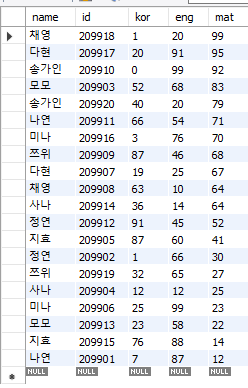 name id kor eng mat
채영 209918 1 20 99
다현 209917 20 91 95
송가인 209910 0 99 92
모모 209903 52 68 83
송가인 209920 40 20 79
나연 209911 66 54 71
미나 209916 3 76 70
쯔위 209909 87 46 68
다현 209907 19 25 67
채영 209908 63 10 64
사나 209914 36 14 64
정연 209912 91 45 52
지효 209905 87 60 41
정연 209902 1 66 30
쯔위 209919 32 65 27
사나 209904 12 12 25
미나 209906 25 99 23
모모 209913 23 58 22
지효 209915 76 88 14
나연 209901 7 87 12
NULL NULL NULL NULL NULL